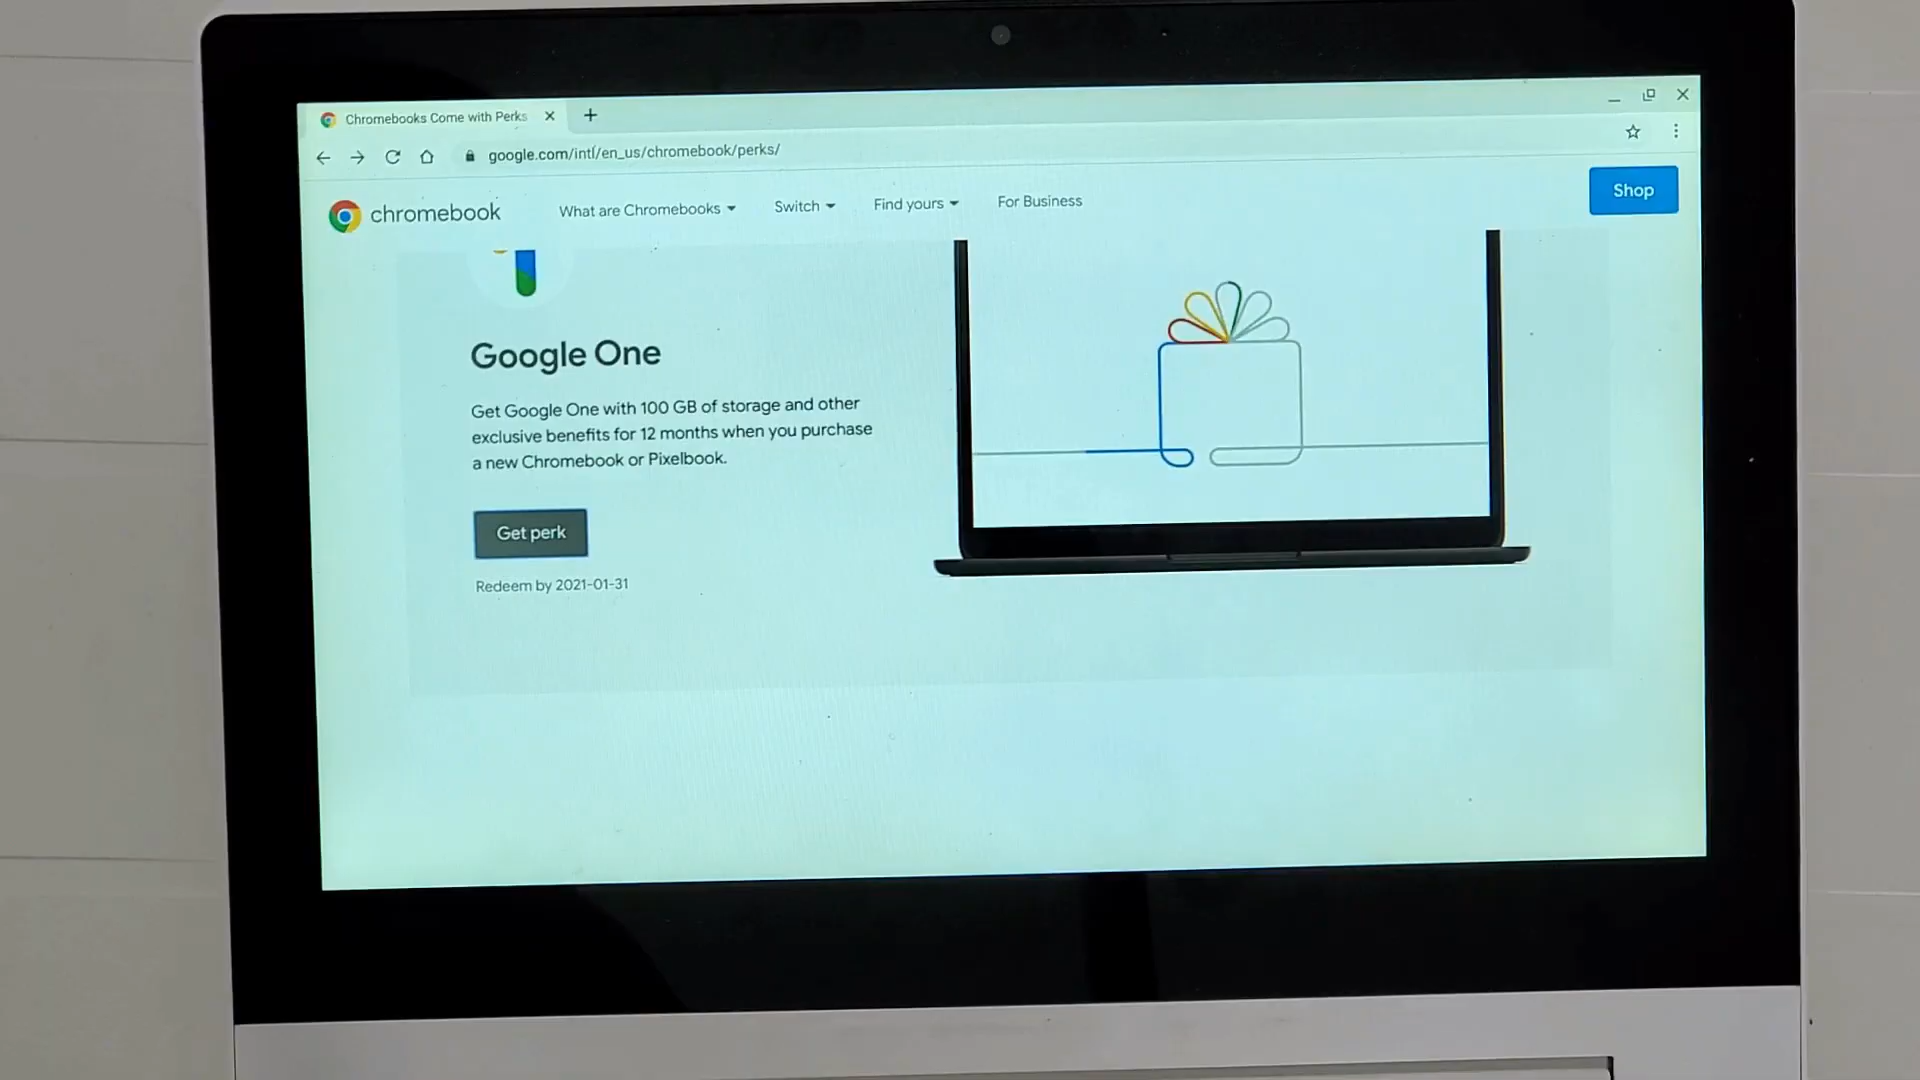 Chromebooks Come with Perks
google.com/intl/en_us/chromebook/perks/
chromebook
What are Chromebooks
Switch
Find yours
For Business
Shop
Google One
Get Google One with 100 GB of storage and other
exclusive benefits for 12 months when you purchase
a new Chromebook or Pixelbook.
Get perk
Redeem by 2021-01-31